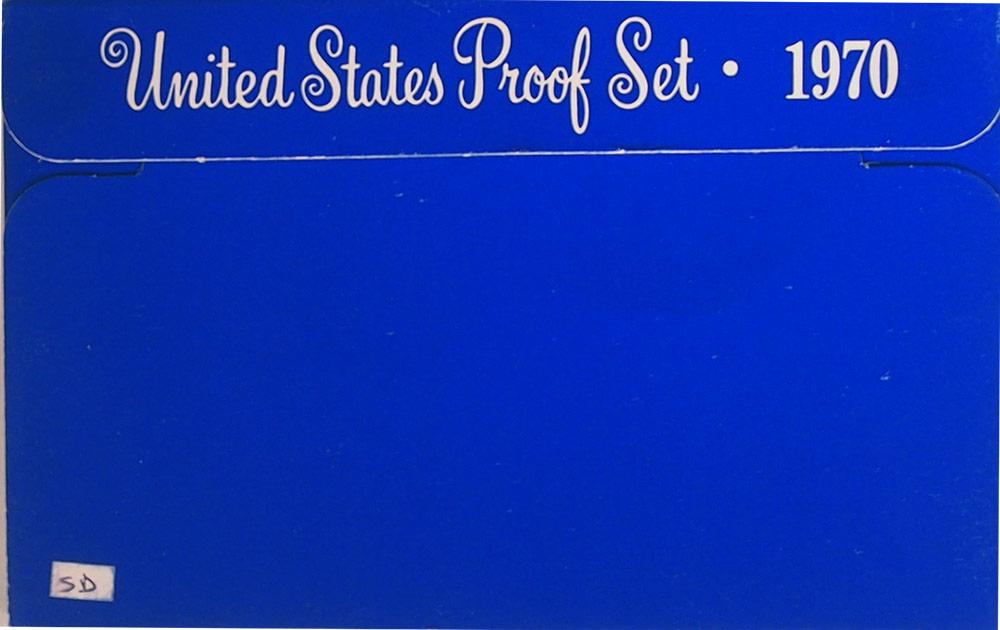 United States Proof Set • 1970
SD